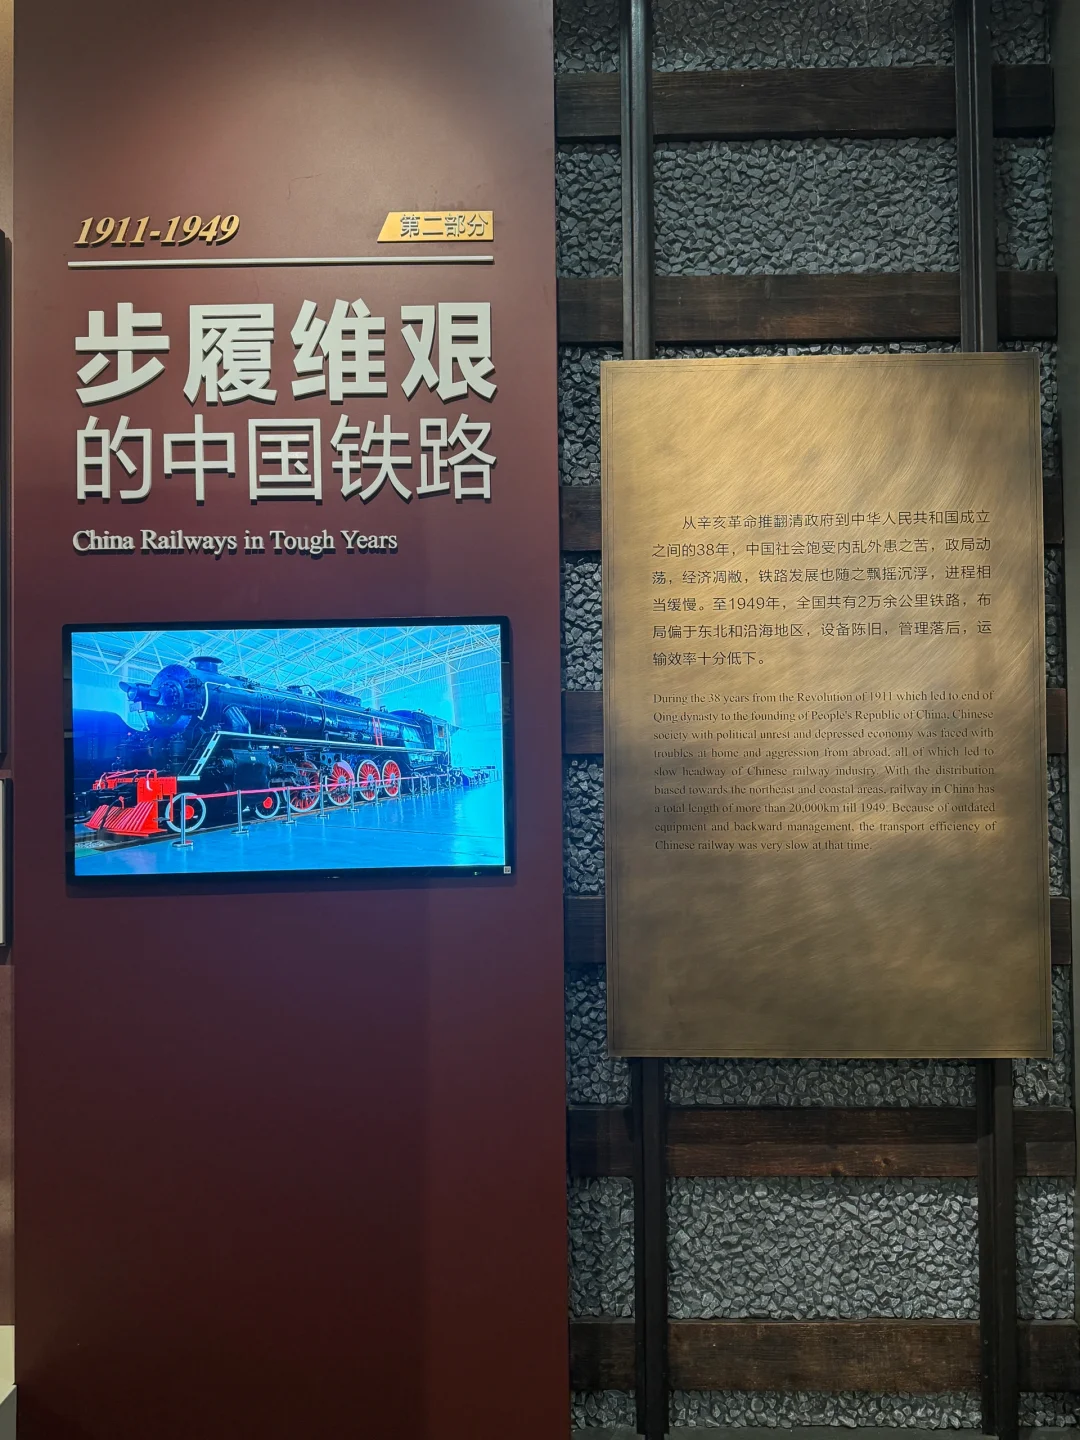 1911-1949
第二部分
步履维艰
的中国铁路
China Railways in Tough Years
从辛亥革命推翻清政府到中华人民共和国成立
之间的38年，中国社会饱受内乱外患之苦，政局动
荡，经济凋敝，铁路发展也随之飘摇沉浮，进程相
当缓慢。至1949年，全国共有2万余公里铁路，布
局偏于东北和沿海地区，设备陈旧，管理落后，运
输效率十分低下。
During the 38 years from the Revolution of 1911 which led to end of
Qing dynasty to the founding of People's Republic of China, Chinese
society with political unrest and depressed economy was faced with
troubles at home and aggression from abroad, all of which led to
slow headway of Chinese railway industry. With the distribution
biased towards the northeast and coastal areas, railway in China has
a total length of more than 20,000km till 1949. Because of outdated
equipment and backward management, the transport efficiency of
Chinese railway was very slow at that time.